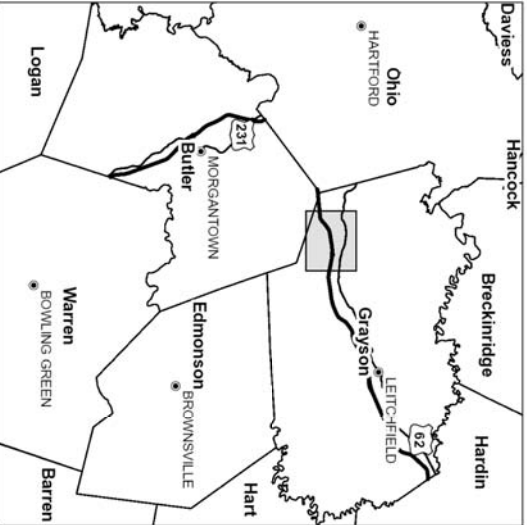 Daviess
Hancock
Breckinridge
Hardin
Ohio
HARTFORD
Grayson
LEITCHFIELD
62
231
MORGANTOWN
Butler
Logan
Edmonson
BROWNSVILLE
Hart
Warren
BOWLING GREEN
Barren